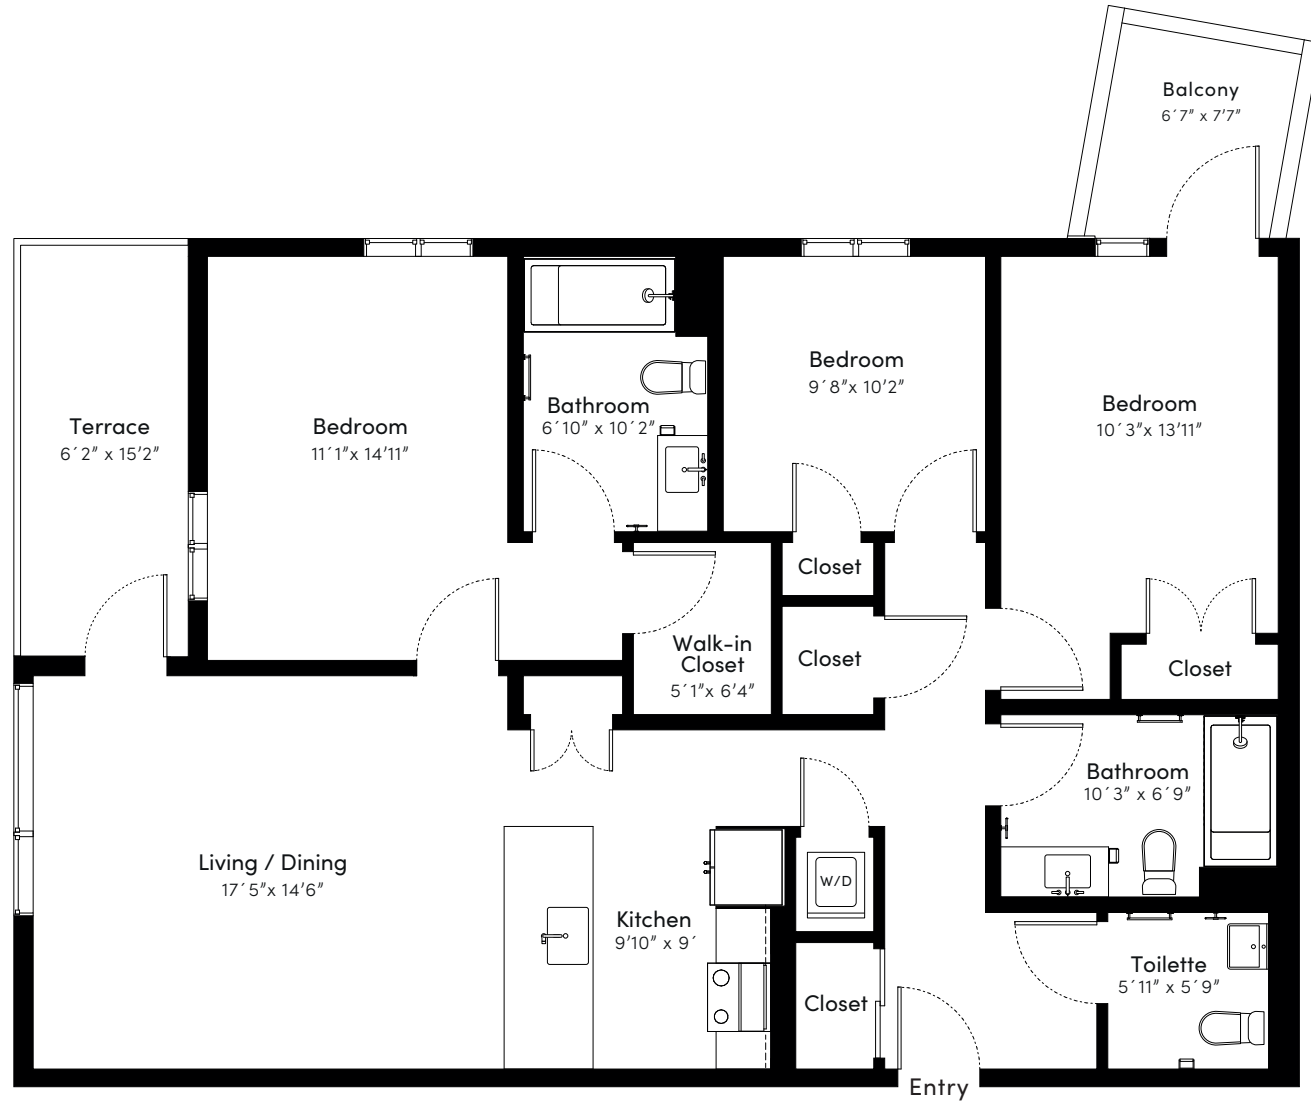 Balcony
6´7" x 7'7"
Terrace
6´2" x 15'2"
Bedroom
11´1"x 14'11"
Bathroom
6´10" x 10´2"
Bedroom
9´8"x 10'2"
Bedroom
10´3"x 13'11"
Closet
Closet
Walk-in
Closet
5´1"x 6'4"
Closet
Bathroom
10´3" x 6´9"
Living / Dining
17´5"x 14'6"
Kitchen
9'10" x 9´
W/D
Closet
Toilette
5´11" x 5´9"
Entry